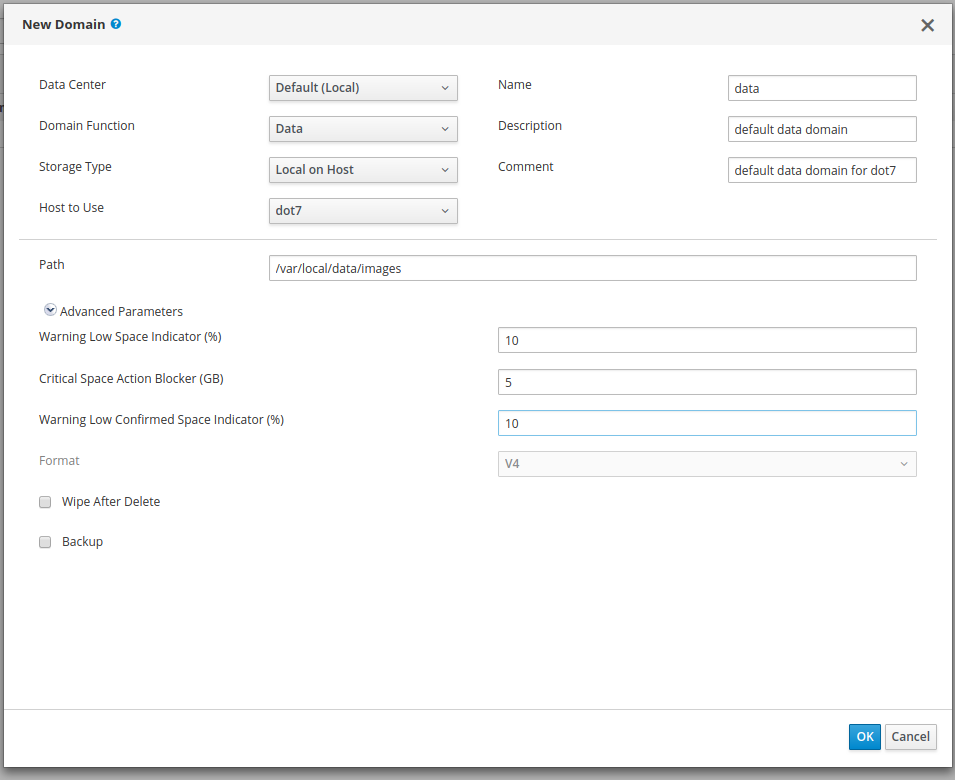 New Domain
Data Center Default (Local) Name data
Domain Function Data Description default data domain
Storage Type Local on Host Comment default data domain for dot7
Host to Use dot7
Path /var/local/data/images
Advanced Parameters
Warning Low Space Indicator (%) 10
Critical Space Action Blocker (GB) 5
Warning Low Confirmed Space Indicator (%) 10
Format V4
Wipe After Delete
Backup
OK Cancel